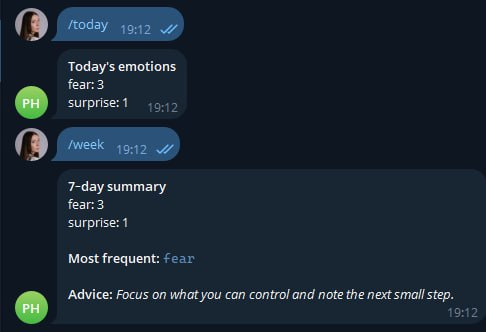 /today 19:12
Today's emotions
fear: 3
surprise: 1
19:12
PH
/week 19:12
7-day summary
fear: 3
surprise: 1
Most frequent: fear
Advice: Focus on what you can control and note the next small step.
19:12
PH